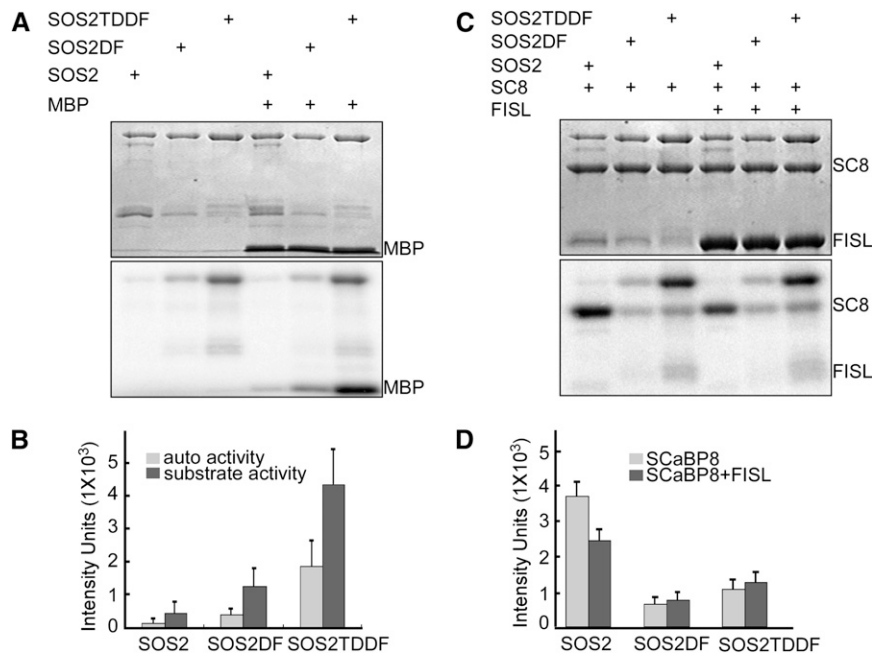 A
SOS2TDDF + +
SOS2DF + +
SOS2 + +
MBP + + +
MBP
MBP
B
Intensity Units (1X10³)
5
4
3
2
1
0
auto activity
substrate activity
SOS2 SOS2DF SOS2TDDF
C
SOS2TDDF + +
SOS2DF + +
SOS2 + +
SC8 + + + + + +
FISL + + +
SC8
FISL
SC8
FISL
D
Intensity Units (1X10³)
5
4
3
2
1
0
SCaBP8
SCaBP8+FISL
SOS2 SOS2DF SOS2TDDF